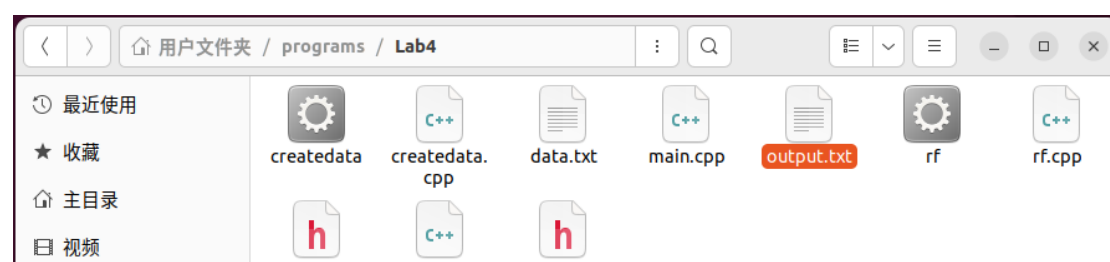 用户文件夹 / programs / Lab4
最近使用
收藏
主目录
视频
C++ C++ C++
createdata createdata.cpp data.txt main.cpp output.txt rf rf.cpp
h C++ h